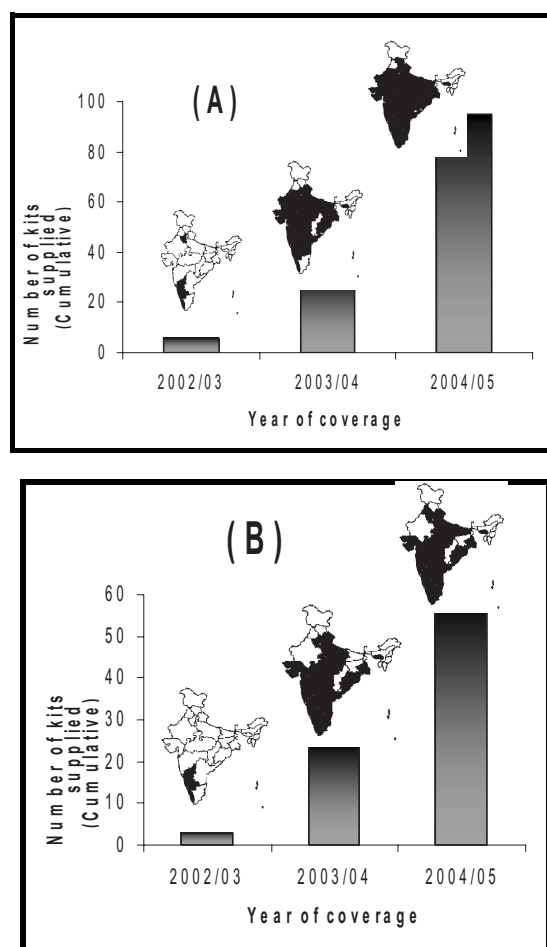 (A)
Number of kits
supplied
(Cumulative)
100
80
60
40
20
0
2002/03 2003/04 2004/05
Year of coverage
(B)
Number of kits
supplied
(Cumulative)
60
50
40
30
20
10
0
2002/03 2003/04 2004/05
Year of coverage